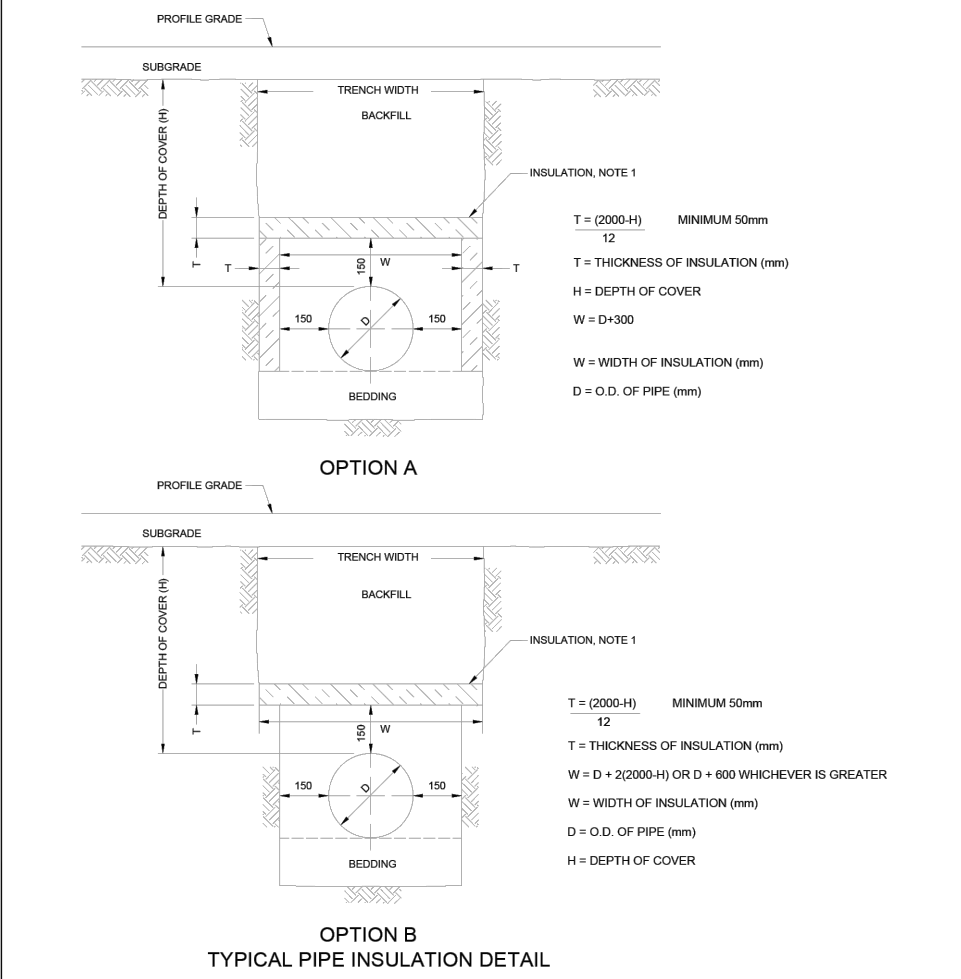 PROFILE GRADE
SUBGRADE
TRENCH WIDTH
BACKFILL
DEPTH OF COVER (H)
INSULATION, NOTE 1
T
T
T
150
W
150
D
150
BEDDING
T = (2000-H) MINIMUM 50mm
12
T = THICKNESS OF INSULATION (mm)
H = DEPTH OF COVER
W = D+300
W = WIDTH OF INSULATION (mm)
D = O.D. OF PIPE (mm)
OPTION A
PROFILE GRADE
SUBGRADE
TRENCH WIDTH
BACKFILL
DEPTH OF COVER (H)
INSULATION, NOTE 1
T
150
W
150
D
150
BEDDING
T = (2000-H) MINIMUM 50mm
12
T = THICKNESS OF INSULATION (mm)
W = D + 2(2000-H) OR D + 600 WHICHEVER IS GREATER
W = WIDTH OF INSULATION (mm)
D = O.D. OF PIPE (mm)
H = DEPTH OF COVER
OPTION B
TYPICAL PIPE INSULATION DETAIL